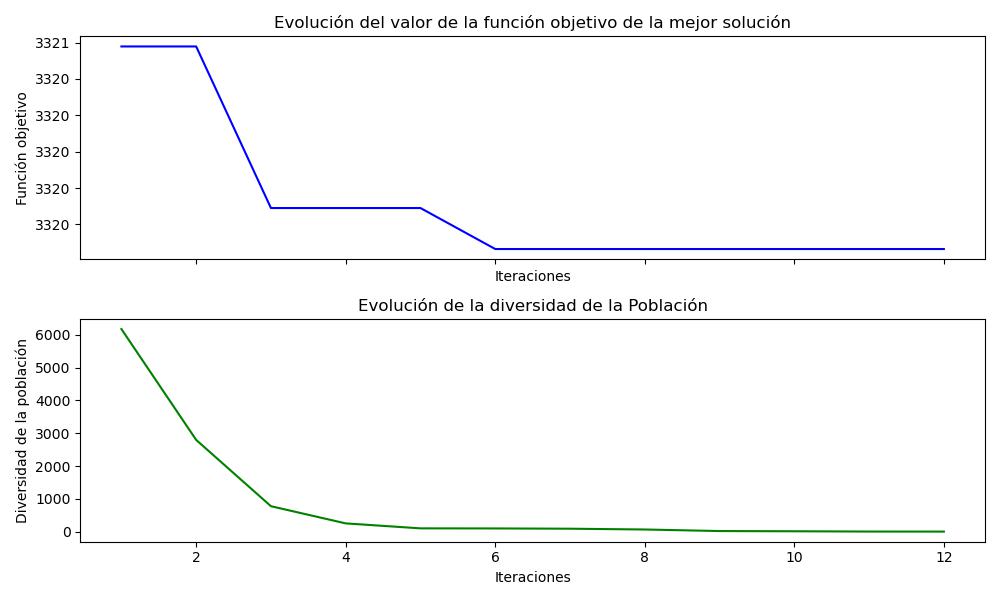 Evolución del valor de la función objetivo de la mejor solución
3321
3320
3320
3320
3320
3320
Función objetivo
Iteraciones
Evolución de la diversidad de la Población
6000
5000
4000
3000
2000
1000
0
Diversidad de la población
2 4 6 8 10 12
Iteraciones